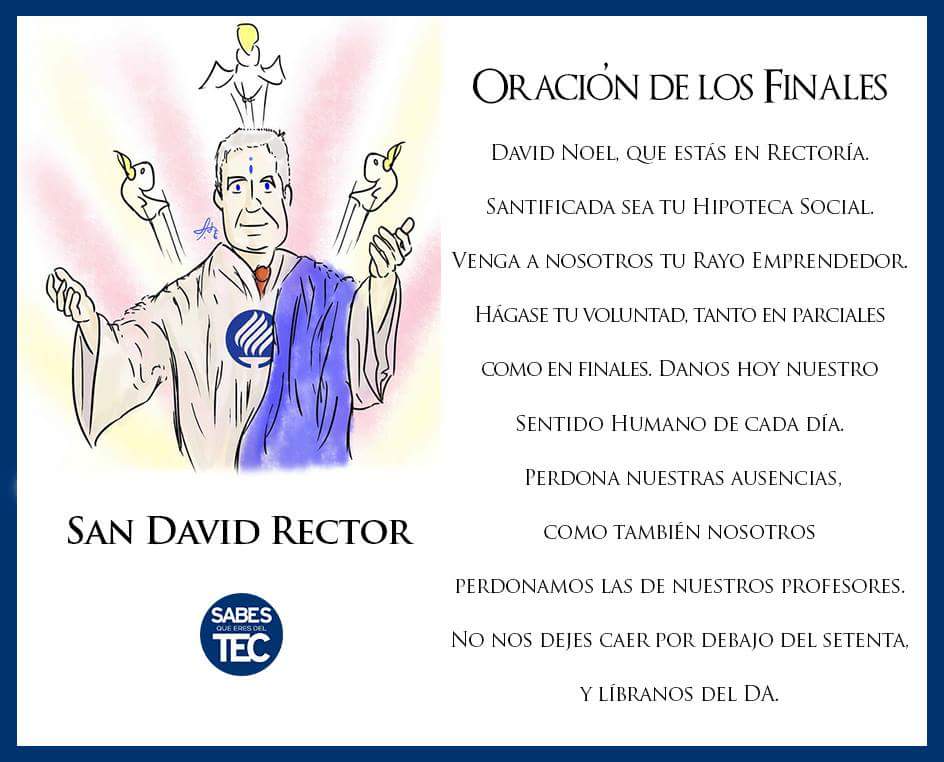 Oración de los Finales
David Noel, que estás en Rectoría.
Santificada sea tu Hipoteca Social.
Venga a nosotros tu Rayo Emprendedor.
Hágase tu voluntad, tanto en parciales
como en finales. Danos hoy nuestro
Sentido Humano de cada día.
Perdona nuestras ausencias,
como también nosotros
perdonamos las de nuestros profesores.
No nos dejes caer por debajo del setenta,
y líbranos del DA.
San David Rector
SABES
QUE ERES DEL
TEC